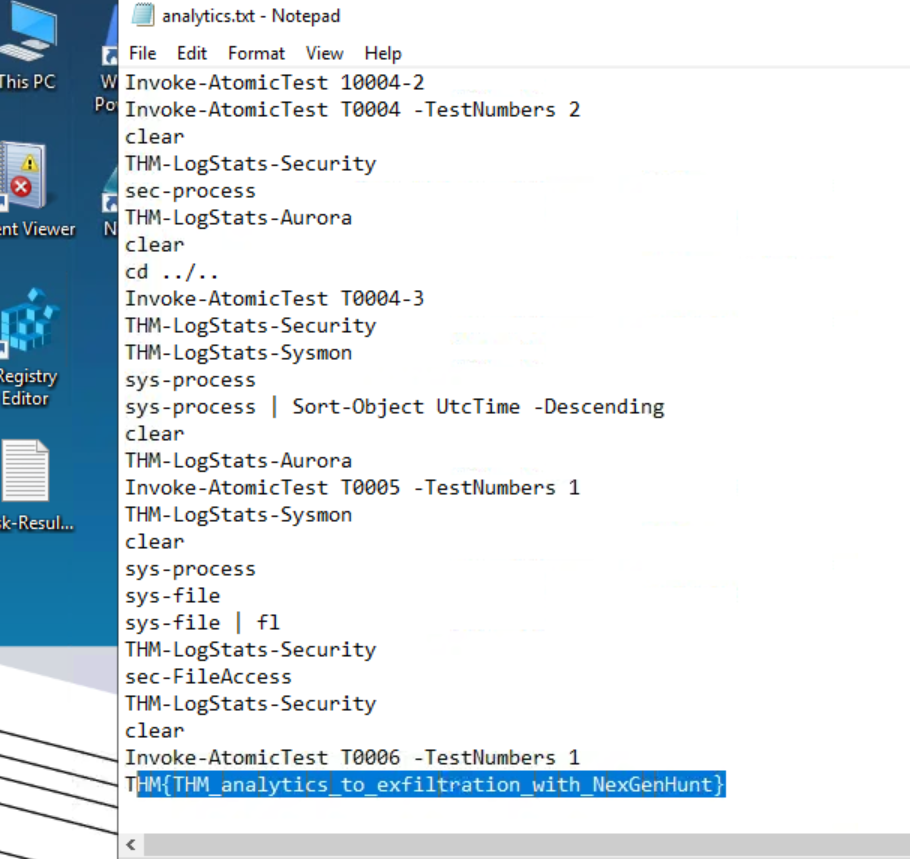 analytics.txt - Notepad
File Edit Format View Help
Invoke-AtomicTest 10004-2
Invoke-AtomicTest T0004 -TestNumbers 2
clear
THM-LogStats-Security
sec-process
THM-LogStats-Aurora
clear
cd ../..
Invoke-AtomicTest T0004-3
THM-LogStats-Security
THM-LogStats-Sysmon
sys-process
sys-process | Sort-Object UtcTime -Descending
clear
THM-LogStats-Aurora
Invoke-AtomicTest T0005 -TestNumbers 1
THM-LogStats-Sysmon
clear
sys-process
sys-file
sys-file | fl
THM-LogStats-Security
sec-FileAccess
THM-LogStats-Security
clear
Invoke-AtomicTest T0006 -TestNumbers 1
THM{THM_analytics_to_exfiltration_with_NexGenHunt}
This PC
W
Po
ent Viewer
N
Registry
Editor
sk-Resul...